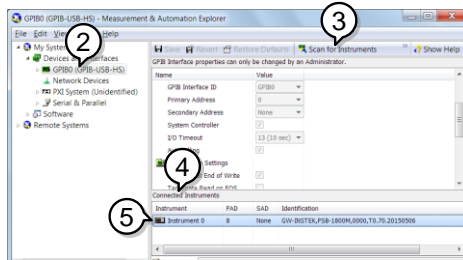 GPIB0 (GPIB-USB-HS) - Measurement & Automation Explorer
File Edit View Help
2
3
My System
Devices and Interfaces
GPIB0 (GPIB-USB-HS)
Network Devices
PXI System (Unidentified)
Serial & Parallel
Software
Remote Systems
Save Revert Restore Defaults Scan for Instruments Show Help
GPIB Interface properties can only be changed by an Administrator.
Name Value
GPIB Interface ID GPIB0
Primary Address 0
Secondary Address None
System Controller
I/O Timeout 13 (10 sec)
4
Settings
End of Write
Terminate Read on EOS
Connected Instruments
Instrument PAD SAD Identification
5
Instrument 0 8 None GW-INSTEK,PSB-1800M,0000,T0.70.20150506